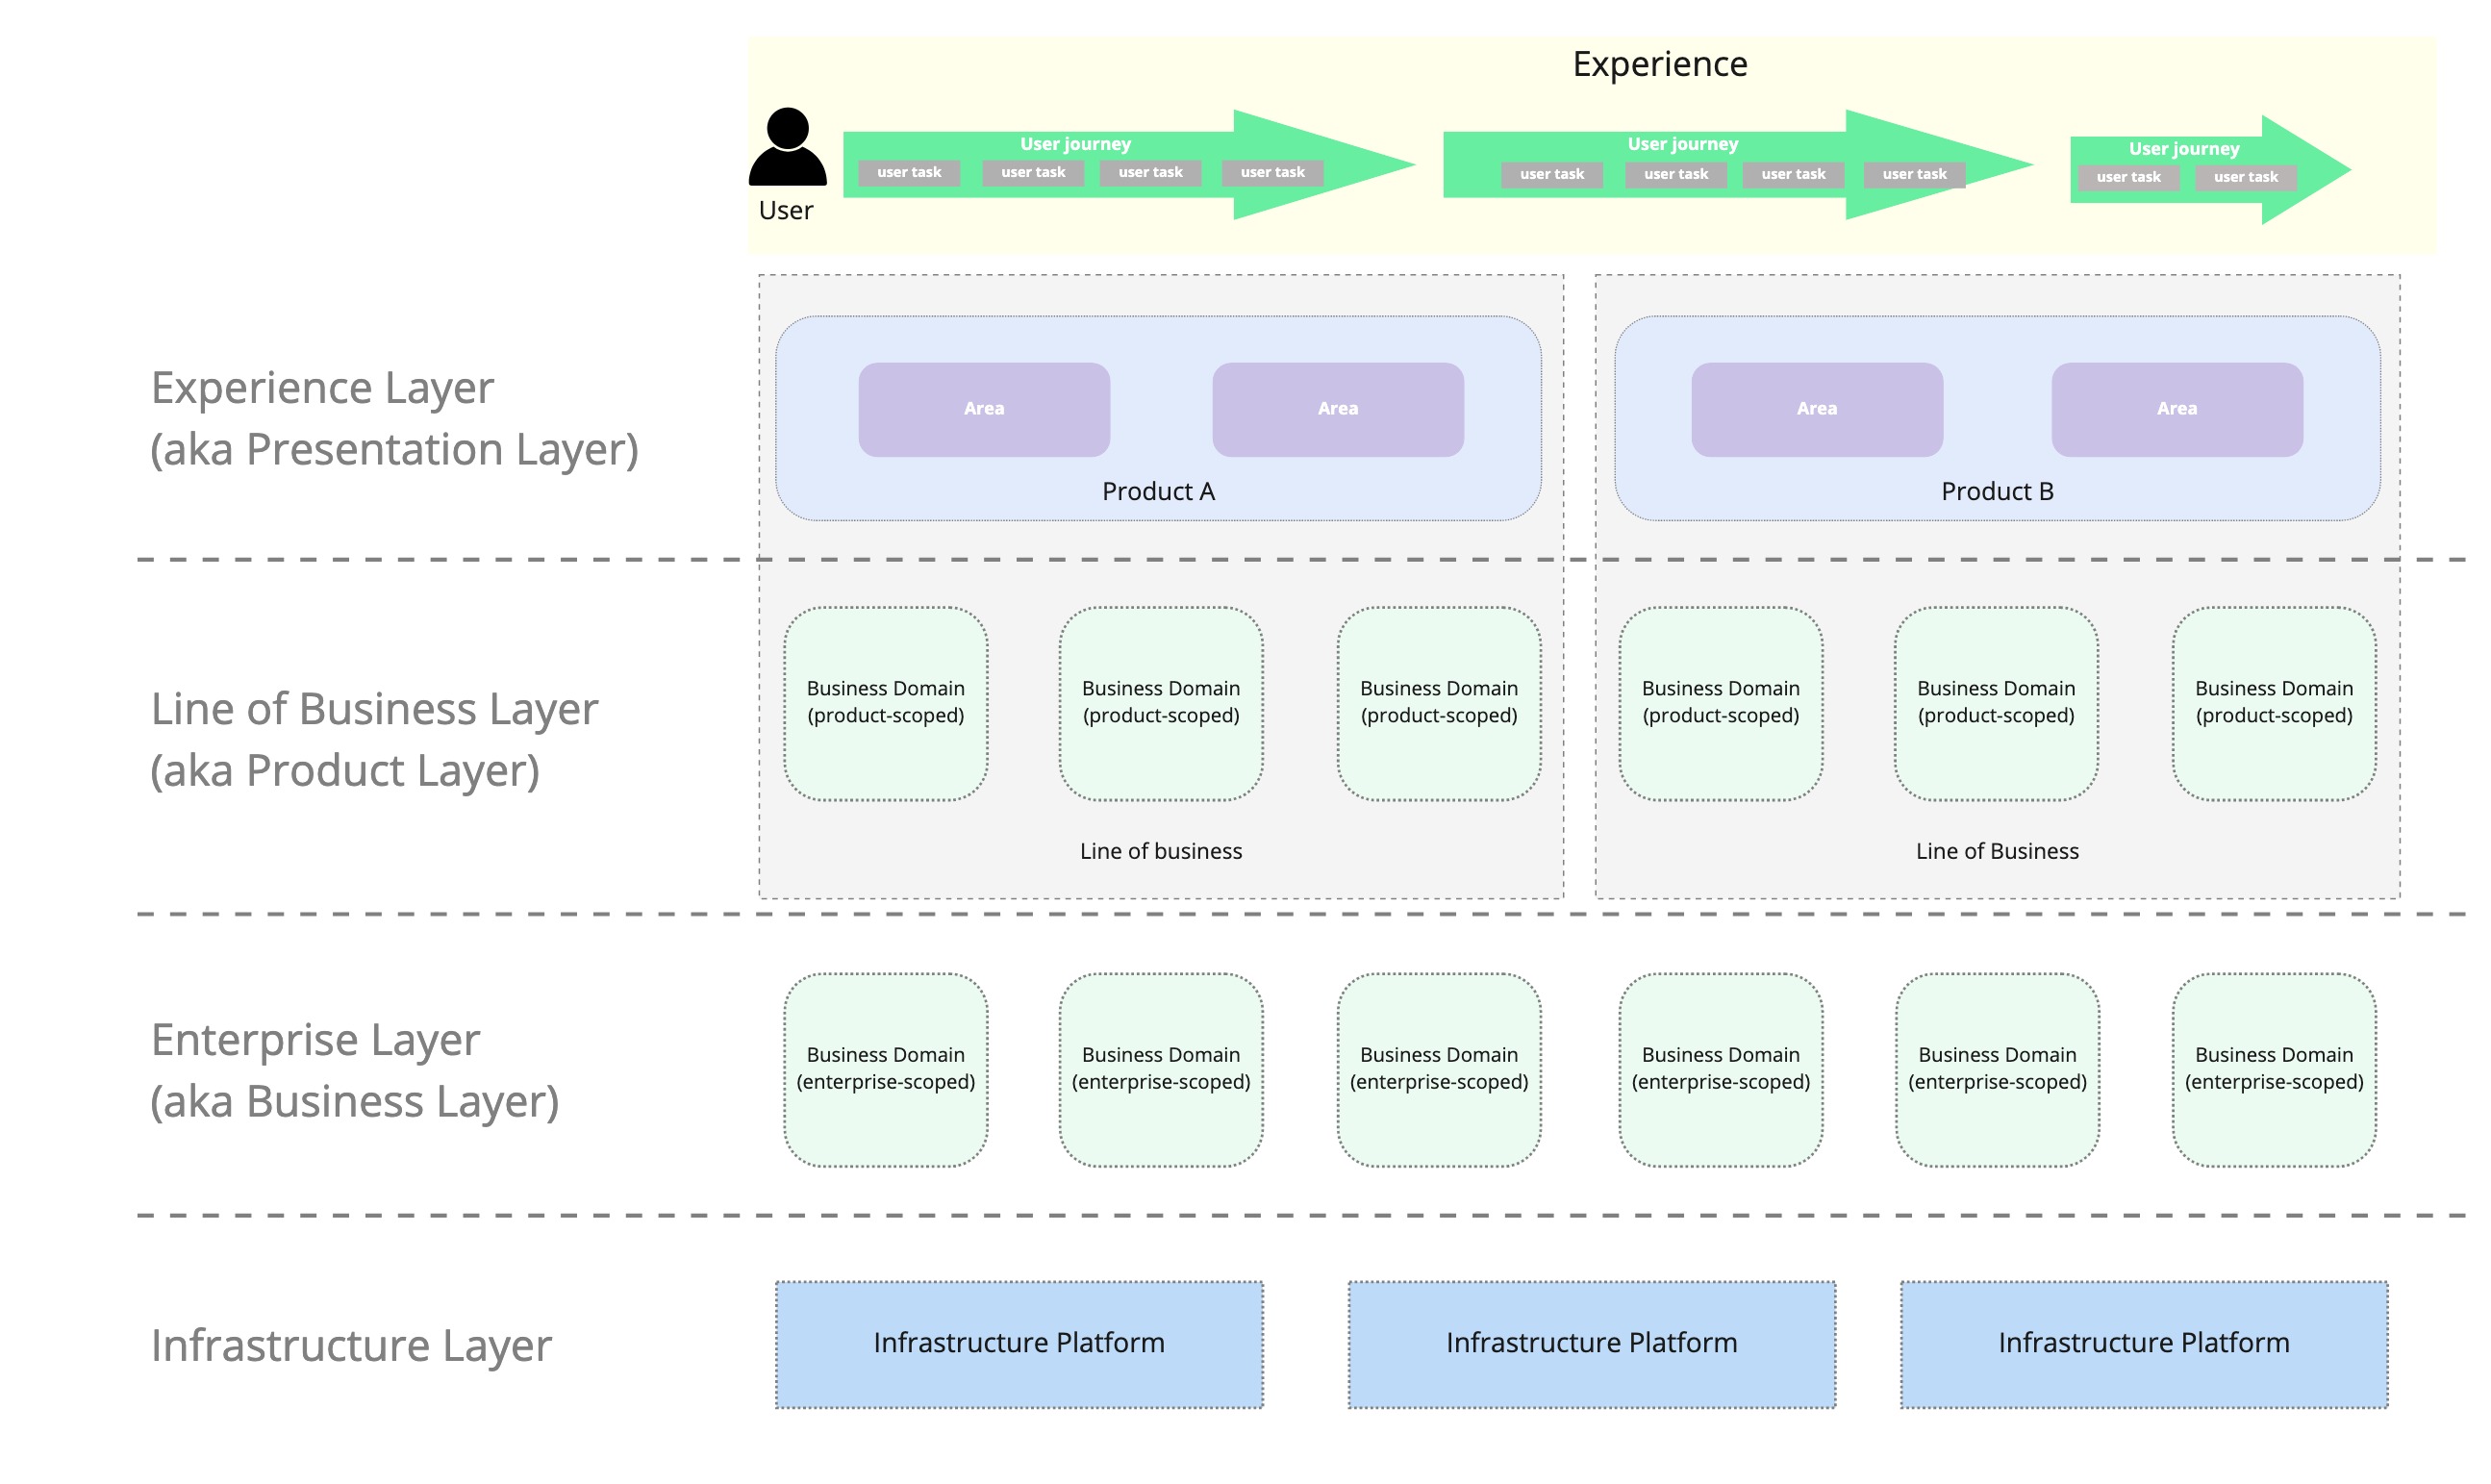 Experience
User journey
user task user task user task user task
User journey
user task user task user task user task
User journey
user task user task
User
Experience Layer
(aka Presentation Layer)
Area
Area
Product A
Area
Area
Product B
Line of Business Layer
(aka Product Layer)
Business Domain
(product-scoped)
Business Domain
(product-scoped)
Business Domain
(product-scoped)
Line of business
Business Domain
(product-scoped)
Business Domain
(product-scoped)
Business Domain
(product-scoped)
Line of Business
Enterprise Layer
(aka Business Layer)
Business Domain
(enterprise-scoped)
Business Domain
(enterprise-scoped)
Business Domain
(enterprise-scoped)
Business Domain
(enterprise-scoped)
Business Domain
(enterprise-scoped)
Business Domain
(enterprise-scoped)
Infrastructure Layer
Infrastructure Platform
Infrastructure Platform
Infrastructure Platform